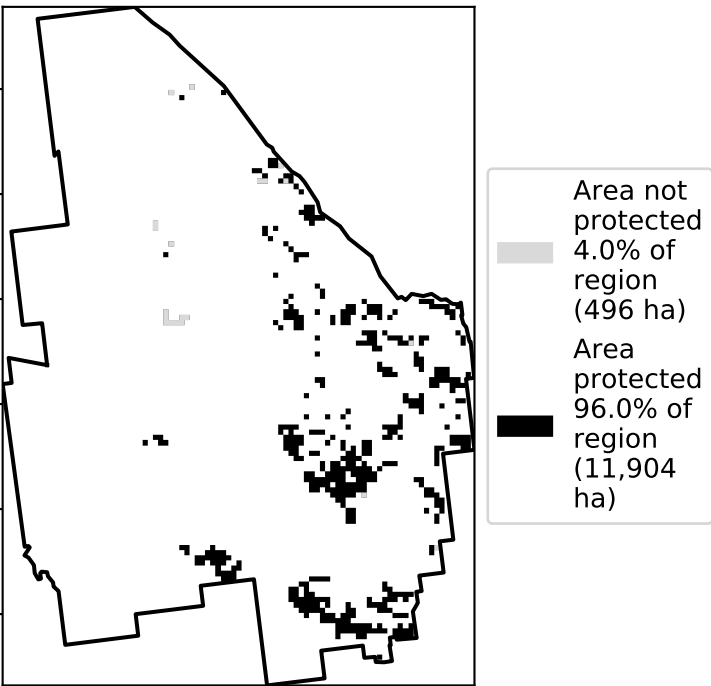 Area not
protected
4.0% of
region
(496 ha)
Area
protected
96.0% of
region
(11,904
ha)